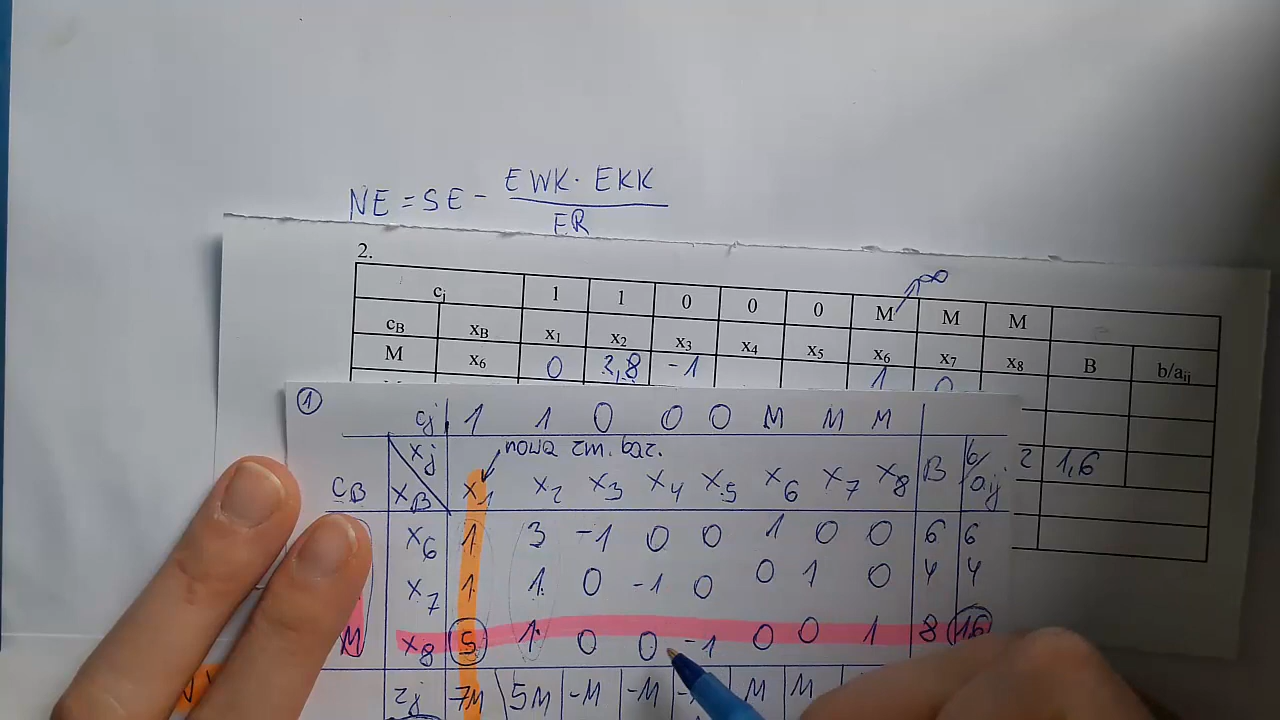 NE = SE - EWK · EKK
ER
2.
cj 1 1 0 0 0 M ∞ M M
cB xB x1 x2 x3 x4 x5 x6 x7 x8 B b/aij
M x6 0 2,8 -1 1 0
2 1,6
1 cj 1 1 0 0 0 M M M
nowa zm. baz.
xj
cB xB x1 x2 x3 x4 x5 x6 x7 x8 B b/aij
x6 1 3 -1 0 0 1 0 0 6 6
x7 1 1 0 -1 0 0 1 0 4 4
M x8 5 1 0 0 -1 0 0 1 8 1,6
zj 7M 5M -M -M M M